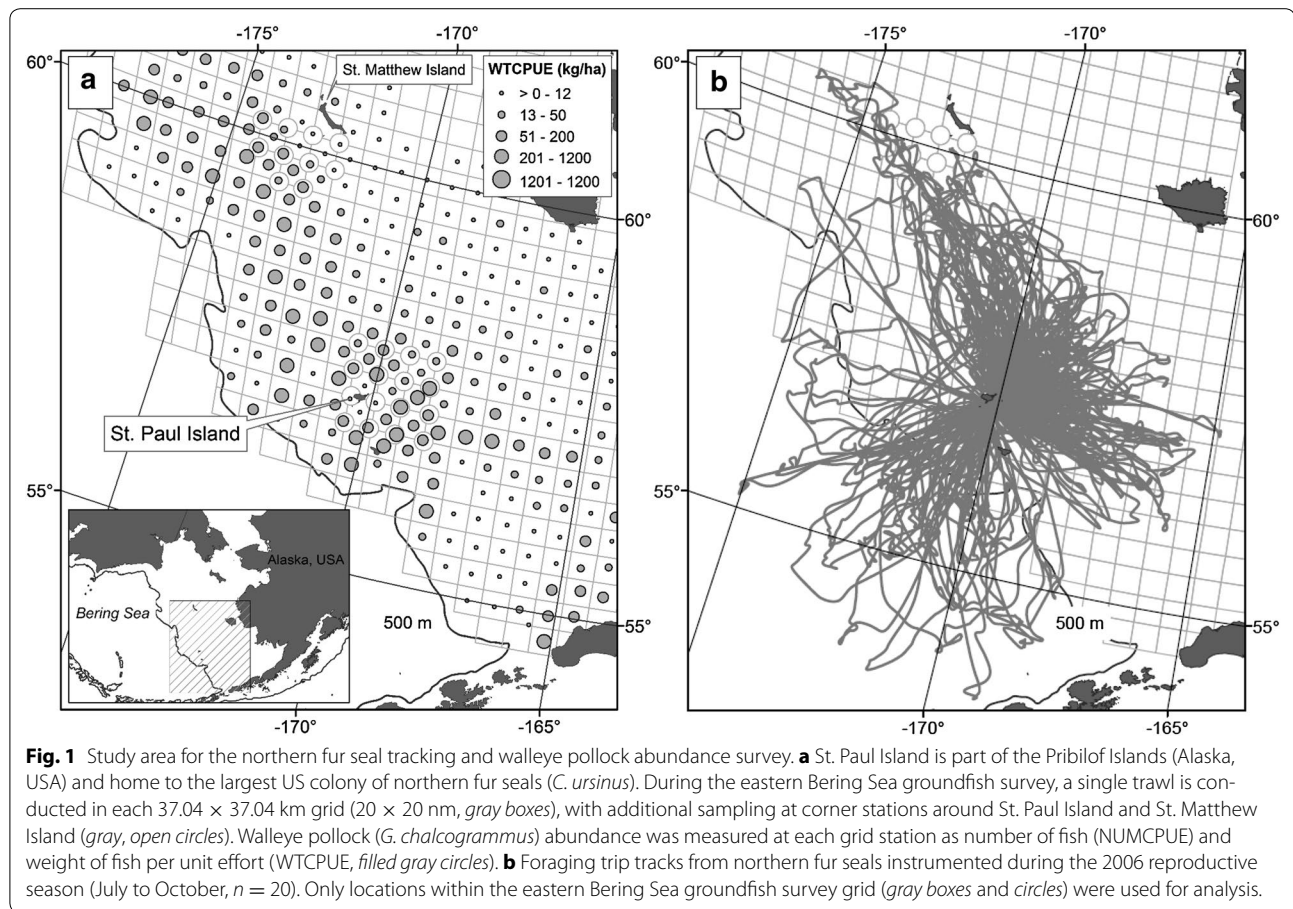 -175°
-170°
60°
a
St. Matthew Island
WTCPUE (kg/ha)
> 0 - 12
13 - 50
51 - 200
201 - 1200
1201 - 1200
60°
St. Paul Island
55°
Alaska, USA
Bering Sea
500 m
55°
-170°
-165°
-175°
-170°
60°
b
60°
55°
500 m
55°
-170°
-165°
Fig. 1 Study area for the northern fur seal tracking and walleye pollock abundance survey. a St. Paul Island is part of the Pribilof Islands (Alaska,
USA) and home to the largest US colony of northern fur seals (C. ursinus). During the eastern Bering Sea groundfish survey, a single trawl is con-
ducted in each 37.04 × 37.04 km grid (20 × 20 nm, gray boxes), with additional sampling at corner stations around St. Paul Island and St. Matthew
Island (gray, open circles). Walleye pollock (G. chalcogrammus) abundance was measured at each grid station as number of fish (NUMCPUE) and
weight of fish per unit effort (WTCPUE, filled gray circles). b Foraging trip tracks from northern fur seals instrumented during the 2006 reproductive
season (July to October, n = 20). Only locations within the eastern Bering Sea groundfish survey grid (gray boxes and circles) were used for analysis.